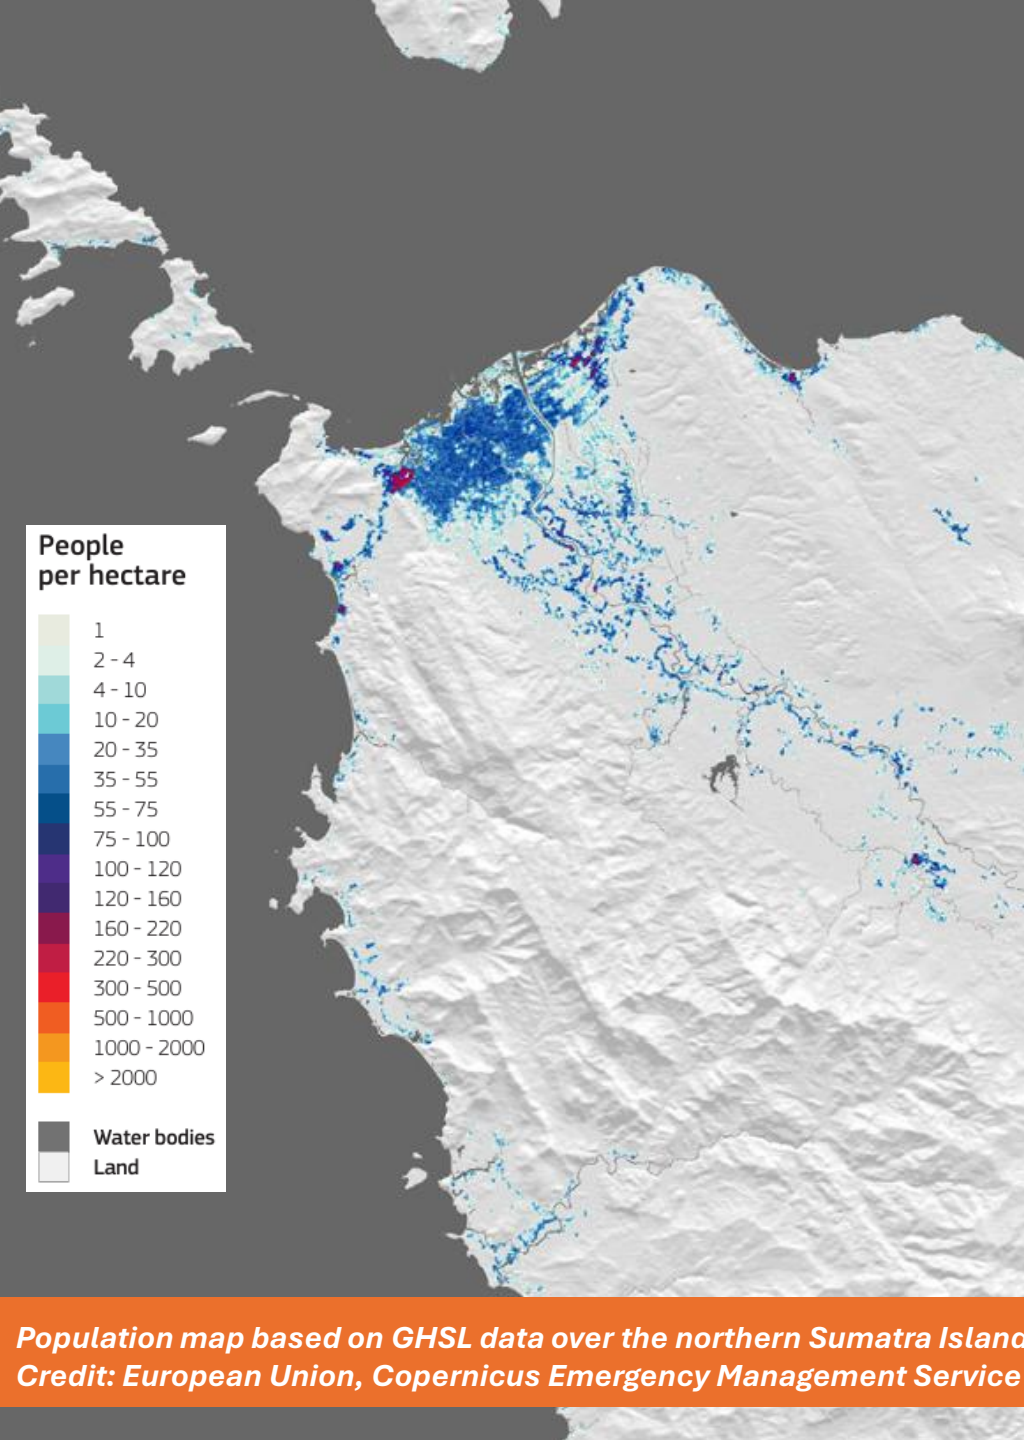 People
per hectare
1
2 - 4
4 - 10
10 - 20
20 - 35
35 - 55
55 - 75
75 - 100
100 - 120
120 - 160
160 - 220
220 - 300
300 - 500
500 - 1000
1000 - 2000
> 2000
Water bodies
Land
Population map based on GHSL data over the northern Sumatra Island
Credit: European Union, Copernicus Emergency Management Service